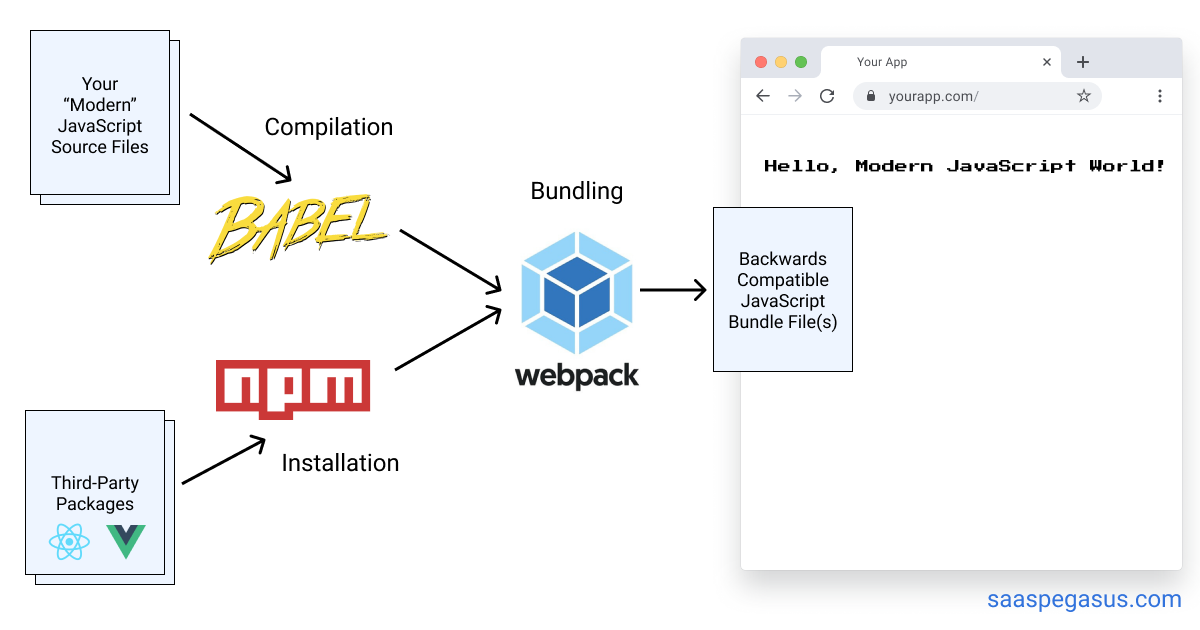 Your
“Modern”
JavaScript
Source Files
Compilation
BABEL
Third-Party
Packages
npm
Installation
Bundling
webpack
Backwards
Compatible
JavaScript
Bundle File(s)
Your App
yourapp.com/
Hello, Modern JavaScript World!
saaspegasus.com